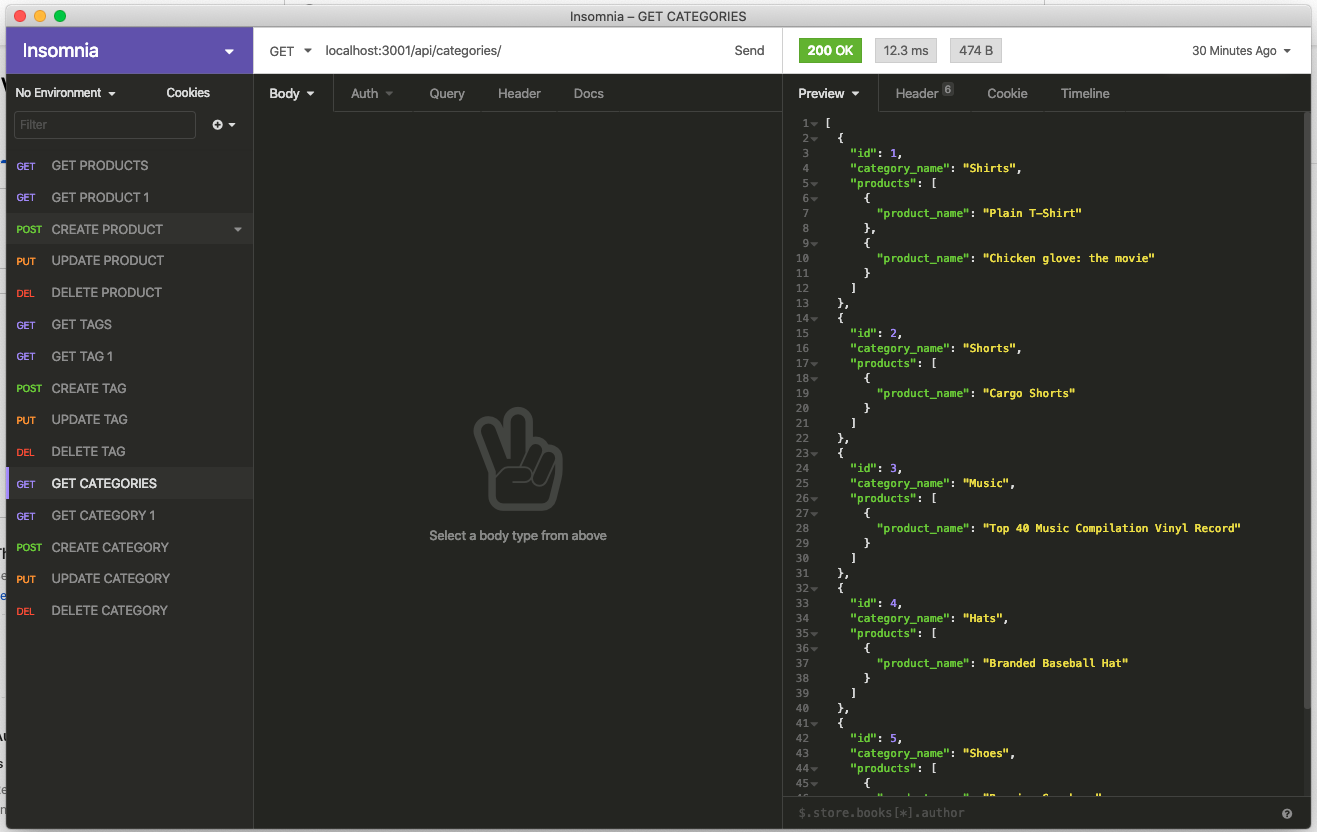 Insomnia – GET CATEGORIES
Insomnia
GET localhost:3001/api/categories/ Send
200 OK 12.3 ms 474 B 30 Minutes Ago
No Environment Cookies
Filter
GET GET PRODUCTS
GET GET PRODUCT 1
POST CREATE PRODUCT
PUT UPDATE PRODUCT
DEL DELETE PRODUCT
GET GET TAGS
GET GET TAG 1
POST CREATE TAG
PUT UPDATE TAG
DEL DELETE TAG
GET GET CATEGORIES
GET GET CATEGORY 1
POST CREATE CATEGORY
PUT UPDATE CATEGORY
DEL DELETE CATEGORY
Body Auth Query Header Docs
Select a body type from above
Preview Header 6 Cookie Timeline
1 [
2 {
3 "id": 1,
4 "category_name": "Shirts",
5 "products": [
6 {
7 "product_name": "Plain T-Shirt"
8 },
9 {
10 "product_name": "Chicken glove: the movie"
11 }
12 ]
13 },
14 {
15 "id": 2,
16 "category_name": "Shorts",
17 "products": [
18 {
19 "product_name": "Cargo Shorts"
20 }
21 ]
22 },
23 {
24 "id": 3,
25 "category_name": "Music",
26 "products": [
27 {
28 "product_name": "Top 40 Music Compilation Vinyl Record"
29 }
30 ]
31 },
32 {
33 "id": 4,
34 "category_name": "Hats",
35 "products": [
36 {
37 "product_name": "Branded Baseball Hat"
38 }
39 ]
40 },
41 {
42 "id": 5,
43 "category_name": "Shoes",
44 "products": [
45 {
$.store.books[*].author